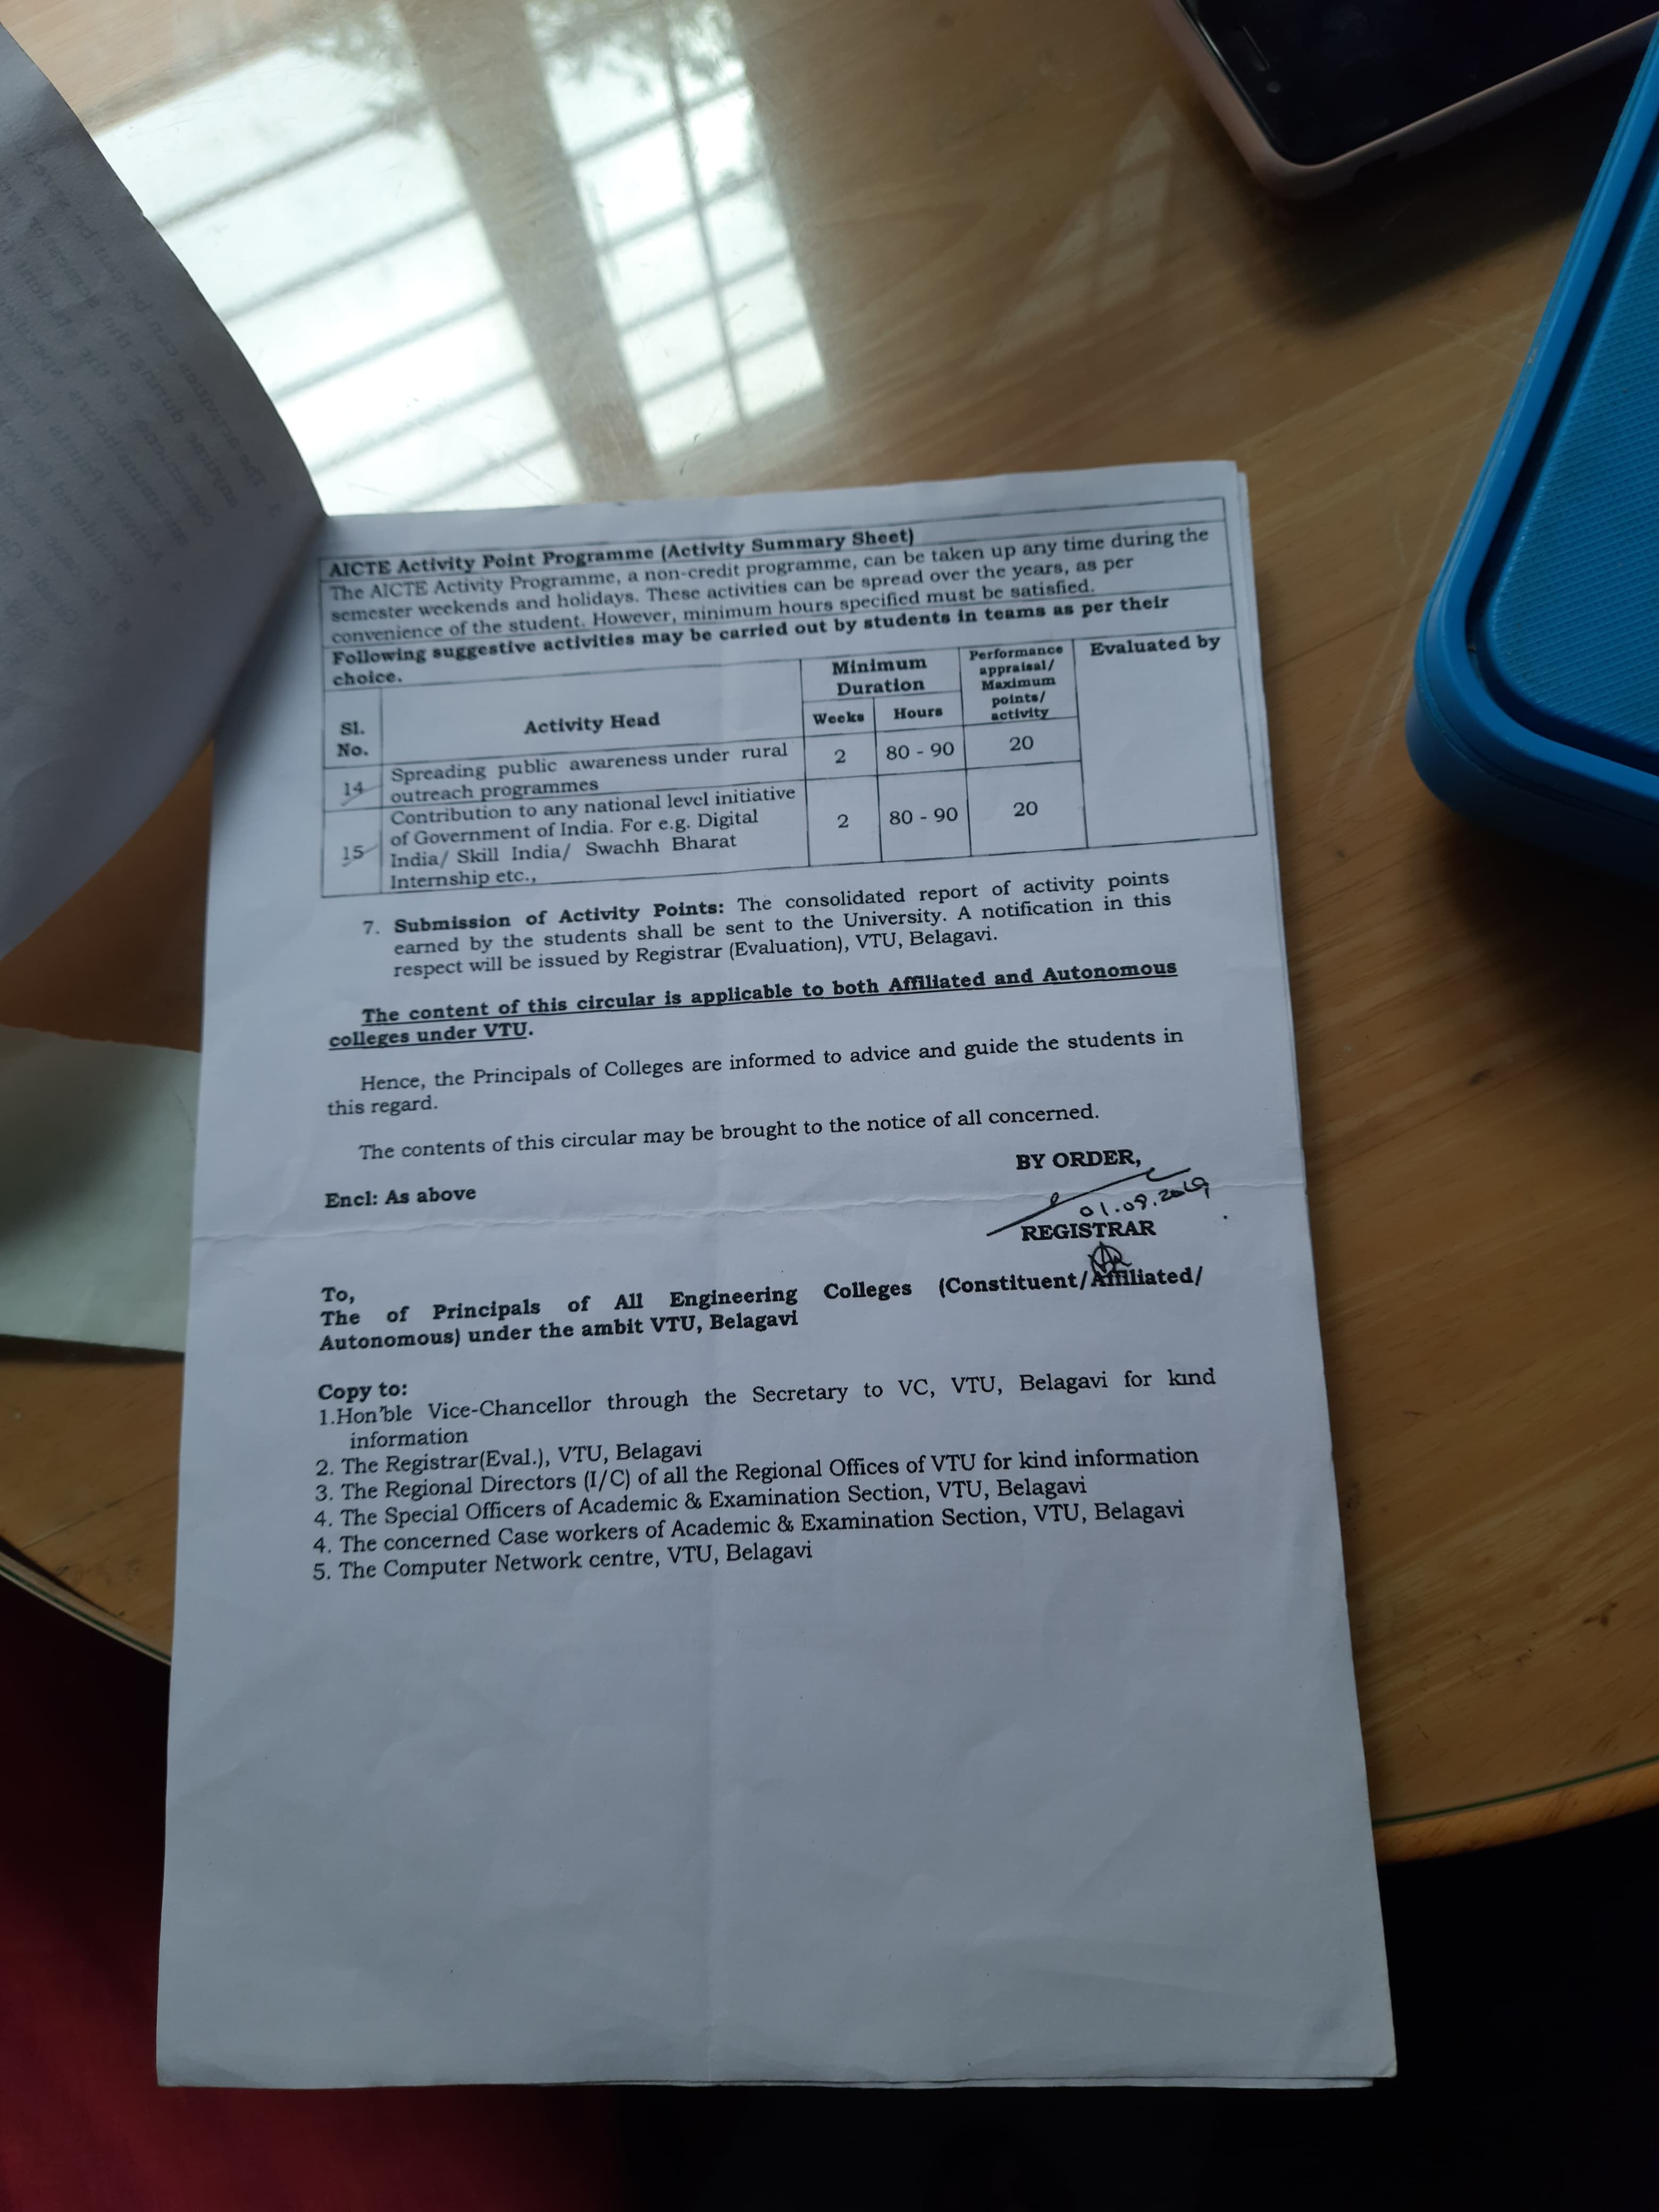 AICTE Activity Point Programme (Activity Summary Sheet)
The AICTE Activity Programme, a non-credit programme, can be taken up any time during the
semester weekends and holidays. These activities can be spread over the years, as per
convenience of the student. However, minimum hours specified must be satisfied.
Following suggestive activities may be carried out by students in teams as per their
choice.
Sl. No. Activity Head Minimum Duration Performance appraisal/ Maximum points/ activity Evaluated by
Weeks Hours
14 Spreading public awareness under rural 2 80 - 90 20
outreach programmes
15 Contribution to any national level initiative 2 80 - 90 20
of Government of India. For e.g. Digital
India/ Skill India/ Swachh Bharat
Internship etc.,
7. Submission of Activity Points: The consolidated report of activity points
earned by the students shall be sent to the University. A notification in this
respect will be issued by Registrar (Evaluation), VTU, Belagavi.
The content of this circular is applicable to both Affiliated and Autonomous
colleges under VTU.
Hence, the Principals of Colleges are informed to advice and guide the students in
this regard.
The contents of this circular may be brought to the notice of all concerned.
BY ORDER,
Encl: As above
REGISTRAR
To,
The of Principals of All Engineering Colleges (Constituent/Affiliated/
Autonomous) under the ambit VTU, Belagavi
Copy to:
1.Hon'ble Vice-Chancellor through the Secretary to VC, VTU, Belagavi for kind
information
2. The Registrar(Eval.), VTU, Belagavi
3. The Regional Directors (I/C) of all the Regional Offices of VTU for kind information
4. The Special Officers of Academic & Examination Section, VTU, Belagavi
4. The concerned Case workers of Academic & Examination Section, VTU, Belagavi
5. The Computer Network centre, VTU, Belagavi